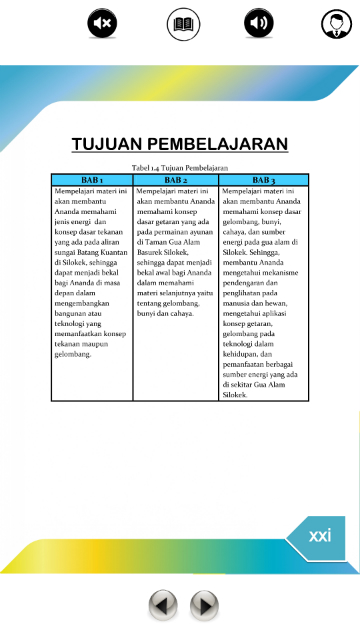 TUJUAN PEMBELAJARAN
Tabel 1.4 Tujuan Pembelajaran
BAB 1
Mempelajari materi ini
akan membantu
Ananda memahami
jenis energi dan
konsep dasar tekanan
yang ada pada aliran
sungai Batang Kuantan
di Silokek, sehingga
dapat menjadi bekal
bagi Ananda di masa
depan dalam
mengembangkan
bangunan atau
teknologi yang
memanfaatkan konsep
tekanan maupun
gelombang.
BAB 2
Mempelajari materi ini
akan membantu Ananda
memahami konsep
dasar getaran yang ada
pada permainan ayunan
di Taman Gua Alam
Basurek Silokek,
sehingga dapat menjadi
bekal awal bagi Ananda
dalam memahami
materi selanjutnya yaitu
tentang gelombang,
bunyi dan cahaya.
BAB 3
Mempelajari materi ini
akan membantu Ananda
memahami konsep dasar
gelombang, bunyi,
cahaya, dan sumber
energi pada goa alam di
Silokek. Sehingga,
membantu Ananda
mengetahui mekanisme
pendengaran dan
penglihatan pada
manusia dan hewan,
mengetahui aplikasi
konsep getaran,
gelombang pada
teknologi dalam
kehidupan, dan
pemanfaatan berbagai
sumber energi yang ada
di sekitar Gua Alam
Silokek.
xxi